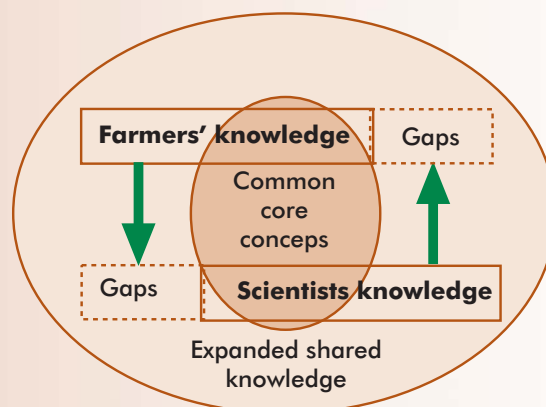 Farmers' knowledge
Gaps
Common
core
conceps
Gaps
Scientists knowledge
Expanded shared
knowledge